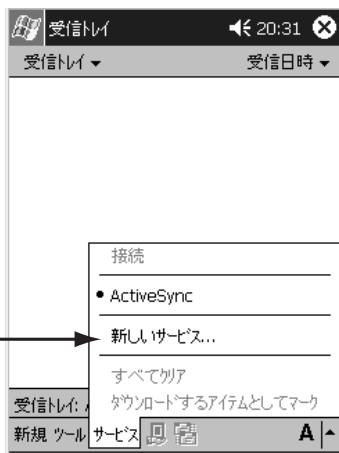 受信トレイ 20:31
受信トレイ 受信日時
接続
ActiveSync
新しいサービス...
すべてクリア
受信トレイ:
ダウンロードするアイテムとしてマーク
新規 ツール サービス A